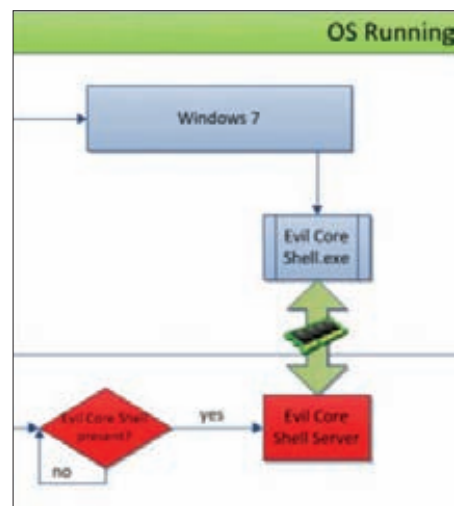 OS Running
Windows 7
Evil Core
Shell.exe
Evil Core Shell
present?
yes
no
Evil Core
Shell Server